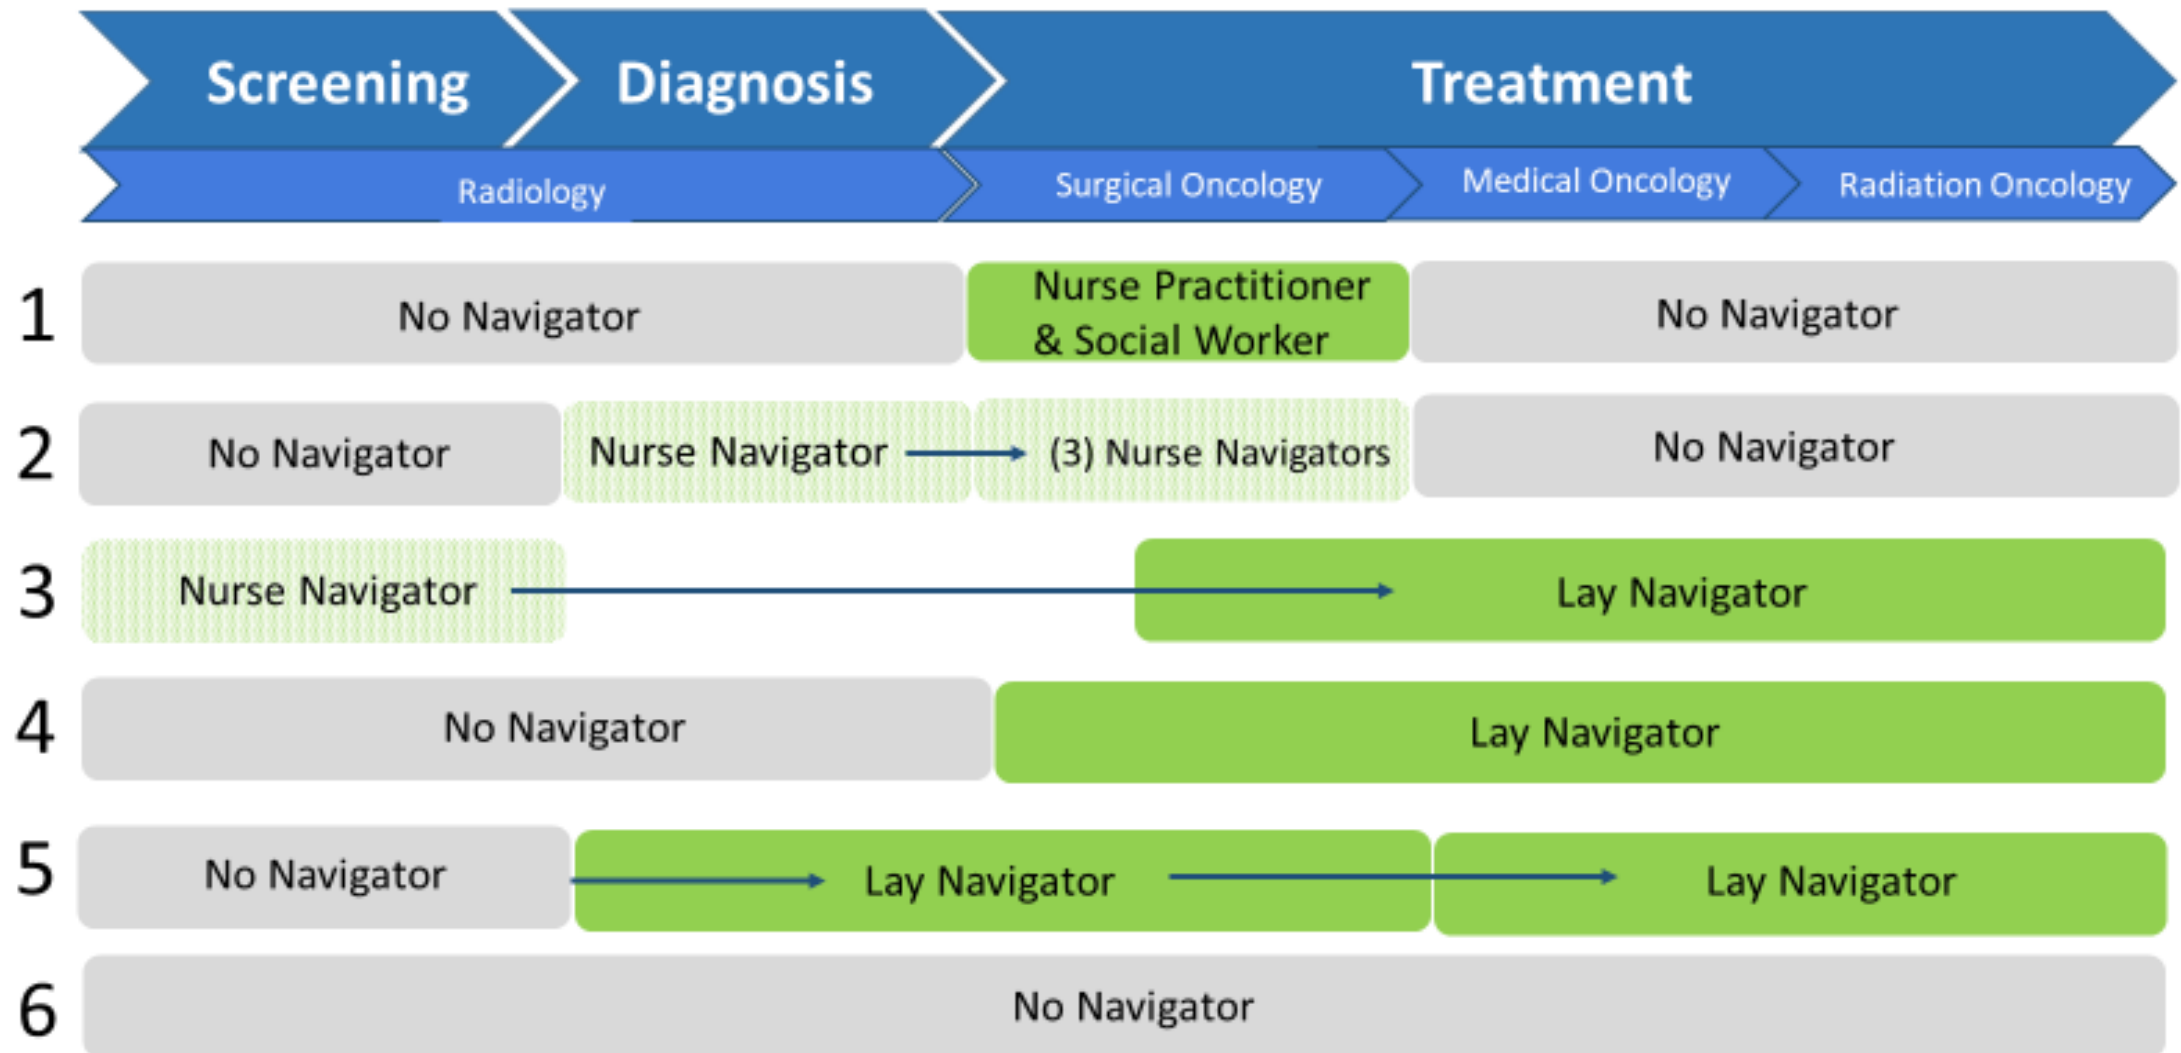 Screening Diagnosis Treatment
Radiology Surgical Oncology Medical Oncology Radiation Oncology
1 No Navigator Nurse Practitioner
& Social Worker No Navigator
2 No Navigator Nurse Navigator (3) Nurse Navigators No Navigator
3 Nurse Navigator Lay Navigator
4 No Navigator Lay Navigator
5 No Navigator Lay Navigator Lay Navigator
6 No Navigator